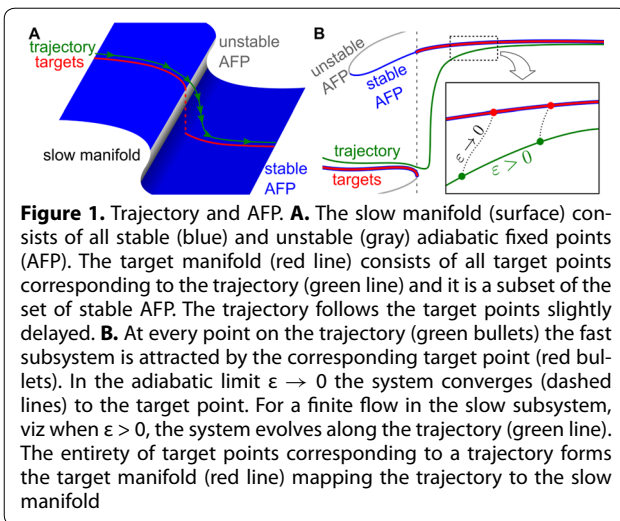 A
trajectory
targets
unstable
AFP
slow manifold
stable
AFP
B
unstable
AFP
stable
AFP
trajectory
targets
ε→0
ε > 0
Figure 1. Trajectory and AFP. A. The slow manifold (surface) con-
sists of all stable (blue) and unstable (gray) adiabatic fixed points
(AFP). The target manifold (red line) consists of all target points
corresponding to the trajectory (green line) and it is a subset of the
set of stable AFP. The trajectory follows the target points slightly
delayed. B. At every point on the trajectory (green bullets) the fast
subsystem is attracted by the corresponding target point (red bul-
lets). In the adiabatic limit ε → 0 the system converges (dashed
lines) to the target point. For a finite flow in the slow subsystem,
viz when ε > 0, the system evolves along the trajectory (green line).
The entirety of target points corresponding to a trajectory forms
the target manifold (red line) mapping the trajectory to the slow
manifold